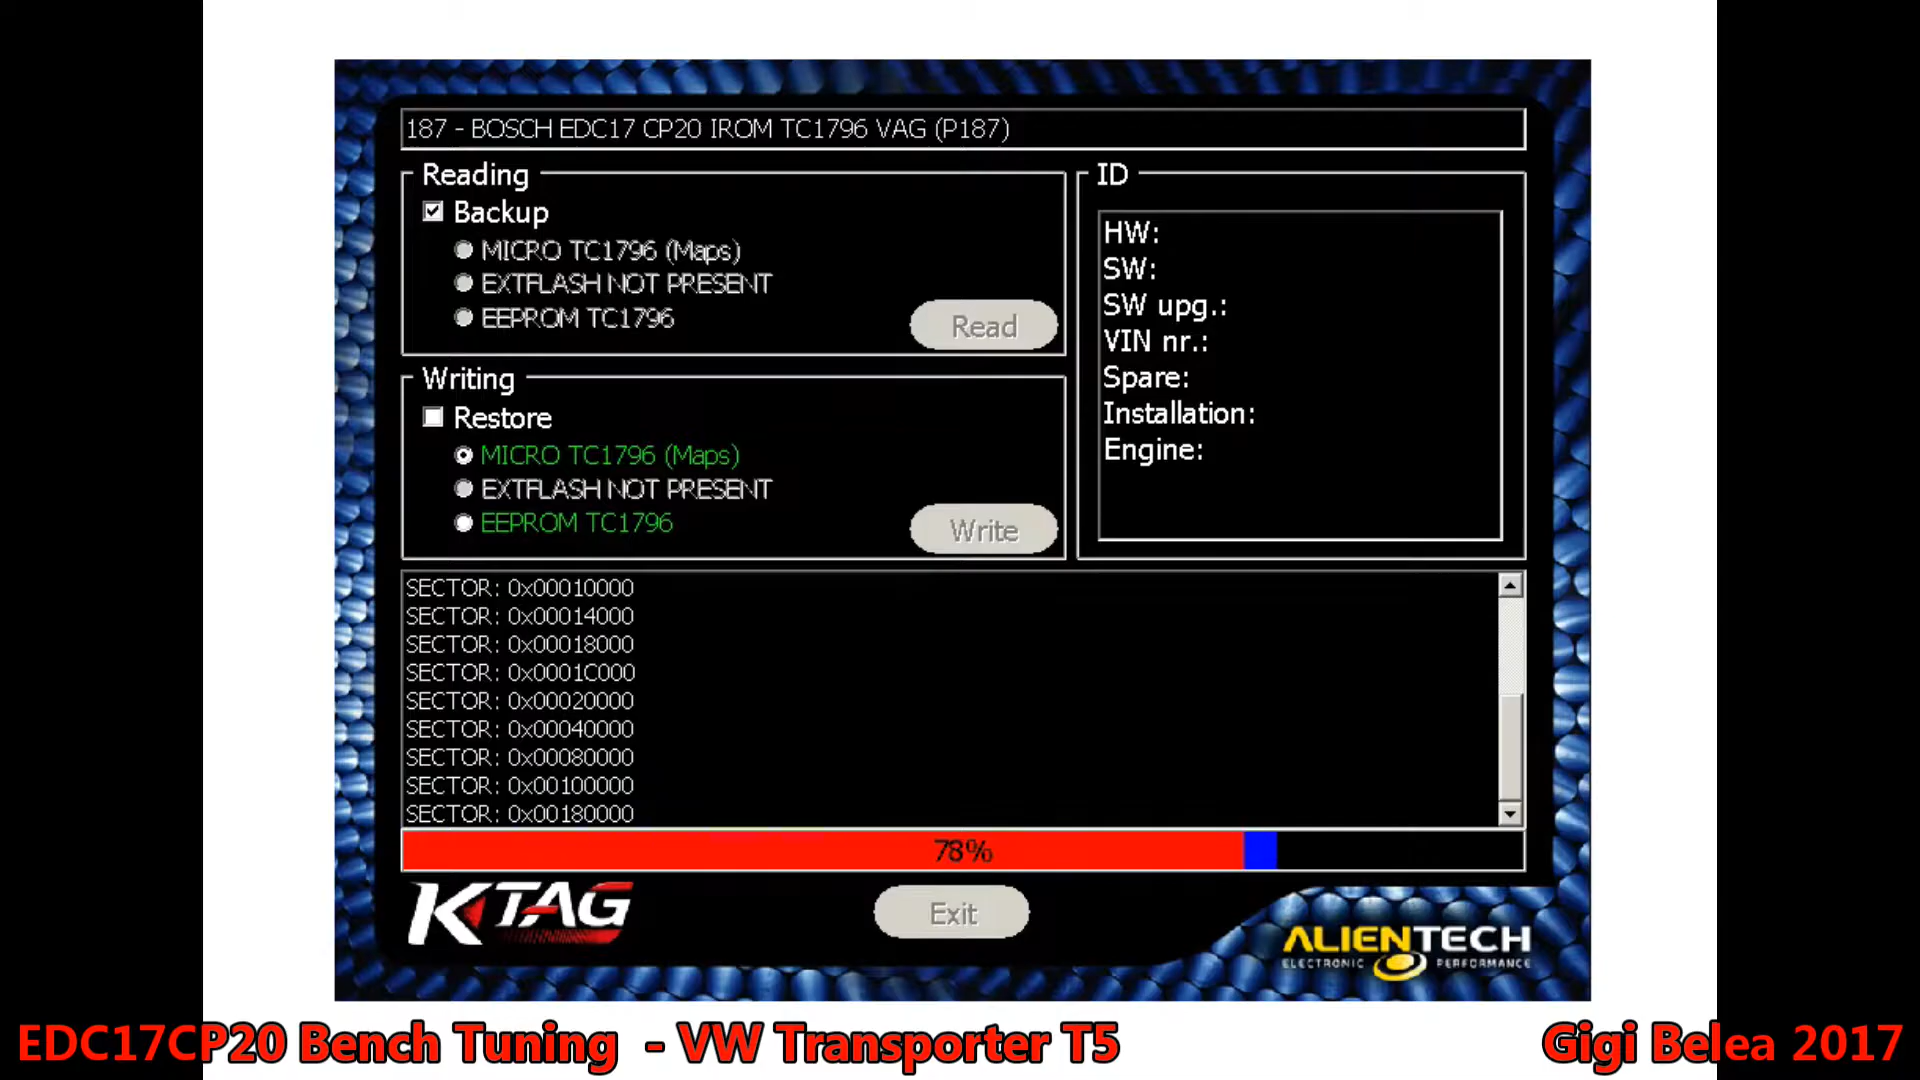 187 - BOSCH EDC17 CP20 IROM TC1796 VAG (P187)
Reading
Backup
MICRO TC1796 (Maps)
EXTFLASH NOT PRESENT
EEPROM TC1796
Read
Writing
Restore
MICRO TC1796 (Maps)
EXTFLASH NOT PRESENT
EEPROM TC1796
Write
ID
HW:
SW:
SW upg.:
VIN nr.:
Spare:
Installation:
Engine:
SECTOR: 0x00010000
SECTOR: 0x00014000
SECTOR: 0x00018000
SECTOR: 0x0001C000
SECTOR: 0x00020000
SECTOR: 0x00040000
SECTOR: 0x00080000
SECTOR: 0x00100000
SECTOR: 0x00180000
78%
KTAG
Exit
ALIENTECH
ELECTRONIC PERFORMANCE
EDC17CP20 Bench Tuning - VW Transporter T5
Gigi Belea 2017